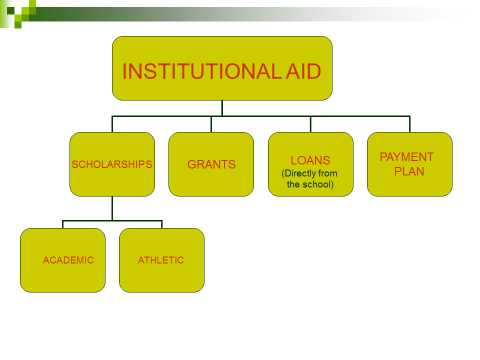 INSTITUTIONAL AID
SCHOLARSHIPS
GRANTS
LOANS
(Directly from
the school)
PAYMENT
PLAN
ACADEMIC
ATHLETIC